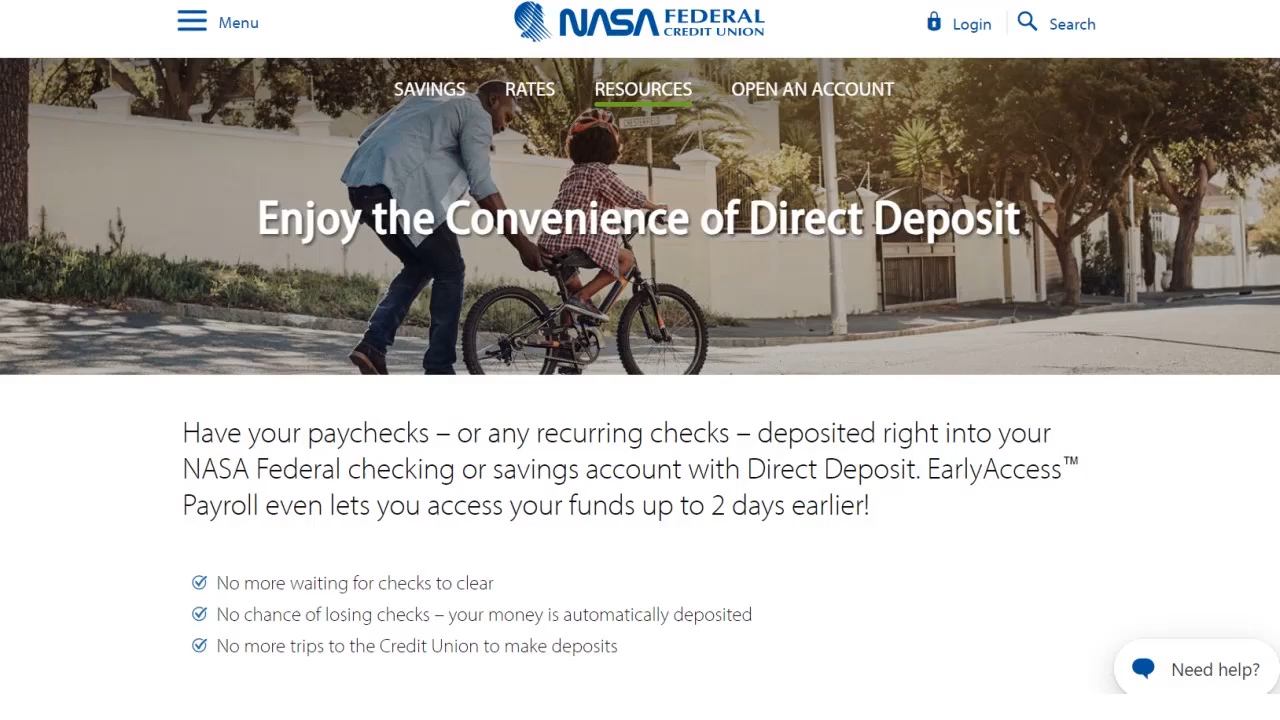 Menu
NASA FEDERAL
CREDIT UNION
Login
Search
SAVINGS
RATES
RESOURCES
OPEN AN ACCOUNT
CHESTERFIELD
Enjoy the Convenience of Direct Deposit
Have your paychecks – or any recurring checks – deposited right into your
NASA Federal checking or savings account with Direct Deposit. EarlyAccess™
Payroll even lets you access your funds up to 2 days earlier!
No more waiting for checks to clear
No chance of losing checks – your money is automatically deposited
No more trips to the Credit Union to make deposits
Need help?